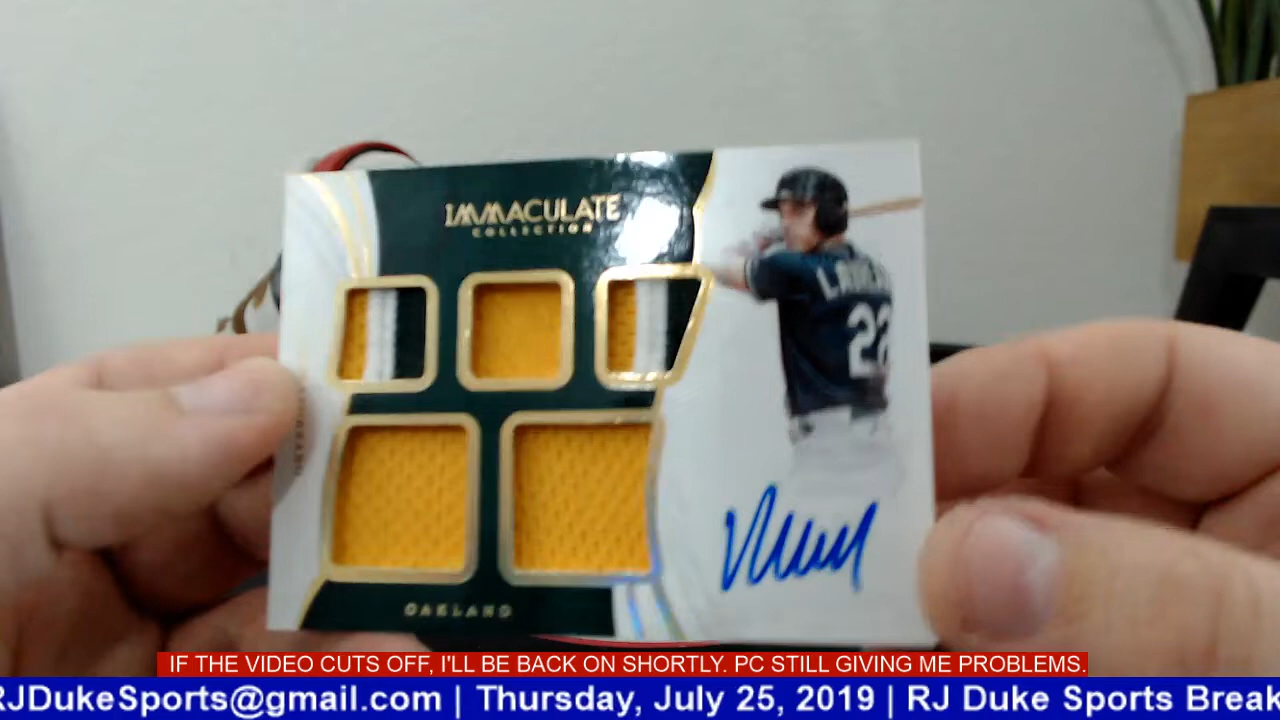 IMMACULATE
COLLECTION
22
OAKLAND
IF THE VIDEO CUTS OFF, I'LL BE BACK ON SHORTLY. PC STILL GIVING ME PROBLEMS.
RJDukeSports@gmail.com | Thursday, July 25, 2019 | RJ Duke Sports Break